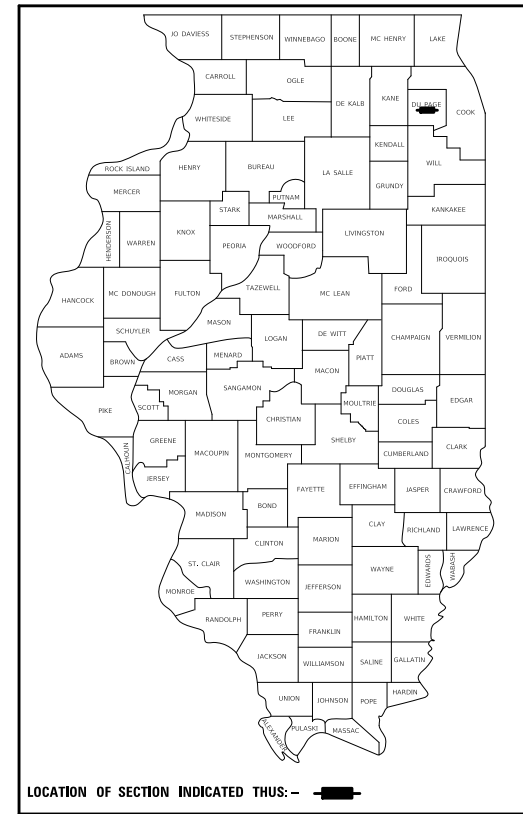 JO DAVIESS STEPHENSON WINNEBAGO BOONE MC HENRY LAKE
CARROLL OGLE
DE KALB KANE DU PAGE COOK
WHITESIDE LEE
KENDALL WILL
ROCK ISLAND HENRY BUREAU LA SALLE GRUNDY
MERCER PUTNAM
STARK MARSHALL KANKAKEE
HENDERSON WARREN KNOX PEORIA WOODFORD LIVINGSTON
IROQUOIS
TAZEWELL MC LEAN FORD
HANCOCK MC DONOUGH FULTON
MASON
SCHUYLER LOGAN DE WITT CHAMPAIGN VERMILION
ADAMS BROWN CASS MENARD PIATT
MACON
MORGAN SANGAMON DOUGLAS
PIKE SCOTT CHRISTIAN MOULTRIE COLES EDGAR
CALHOUN GREENE MACOUPIN MONTGOMERY SHELBY CUMBERLAND CLARK
JERSEY
FAYETTE EFFINGHAM JASPER CRAWFORD
MADISON BOND
CLAY RICHLAND LAWRENCE
CLINTON MARION
ST. CLAIR WAYNE EDWARDS WABASH
WASHINGTON JEFFERSON
MONROE
RANDOLPH PERRY HAMILTON WHITE
FRANKLIN
JACKSON WILLIAMSON SALINE GALLATIN
UNION JOHNSON POPE HARDIN
ALEXANDER PULASKI MASSAC
LOCATION OF SECTION INDICATED THUS: –